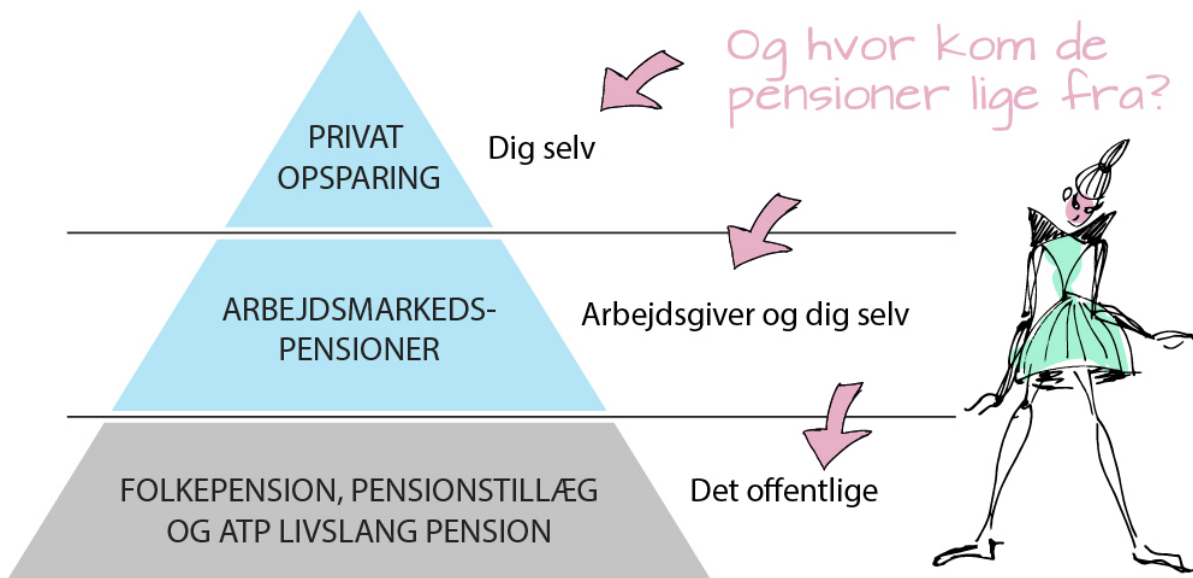 Og hvor kom de
pensioner lige fra?
PRIVAT
OPSPARING
Dig selv
ARBEJDSMARKEDS-
PENSIONER
Arbejdsgiver og dig selv
FOLKEPENSION, PENSIONSTILLÆG
OG ATP LIVSLANG PENSION
Det offentlige